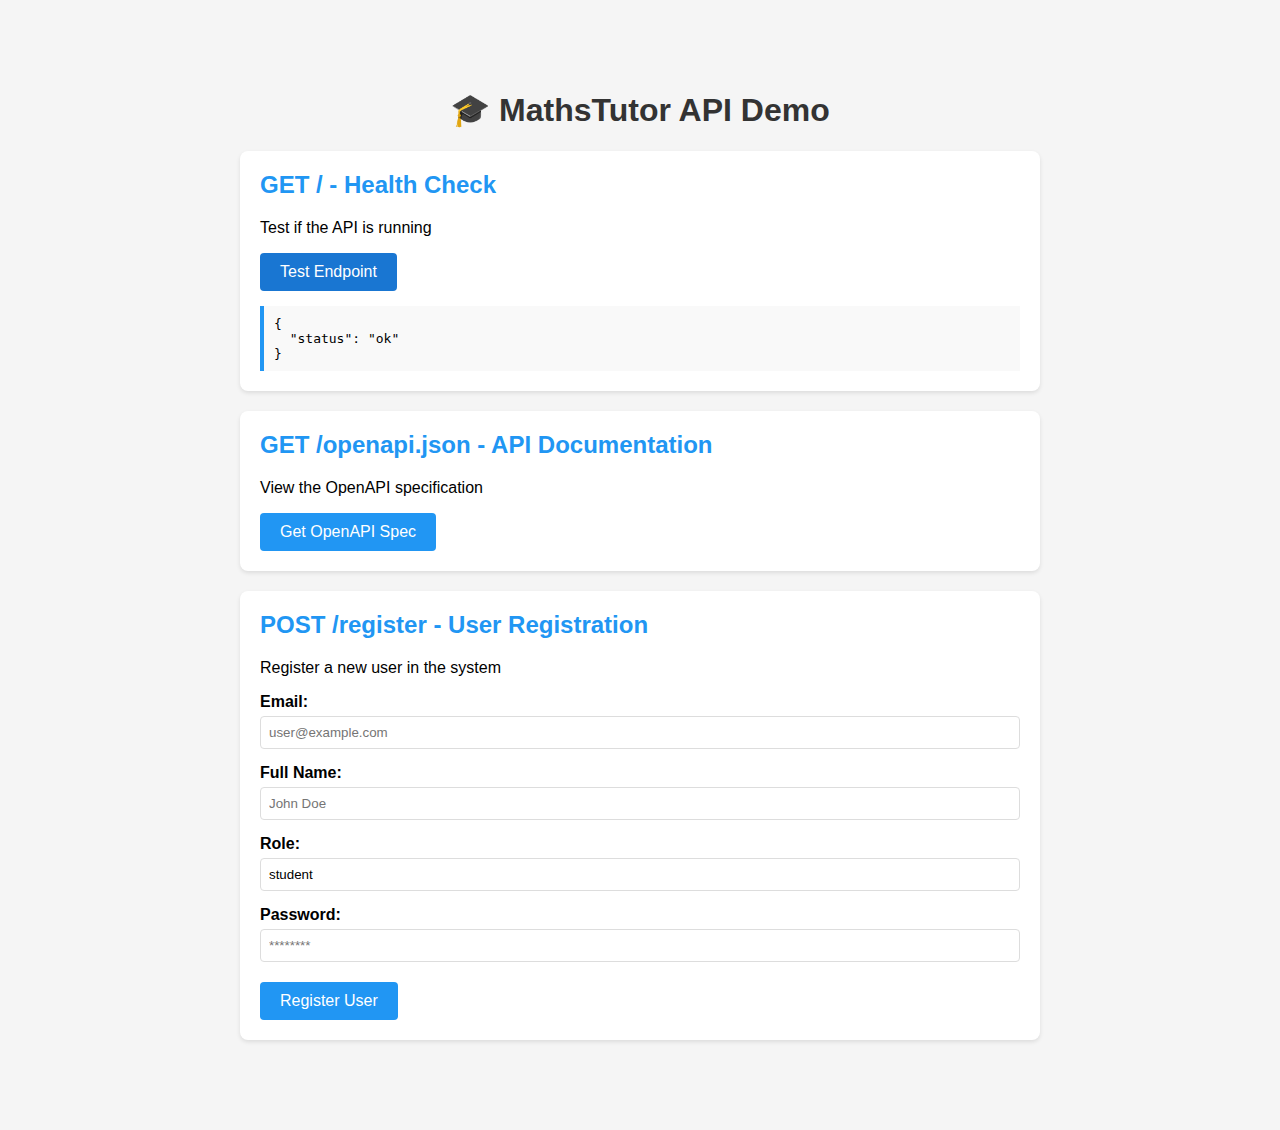 🎓 MathsTutor API Demo
GET / - Health Check
Test if the API is running
Test Endpoint
{
  "status": "ok"
}
GET /openapi.json - API Documentation
View the OpenAPI specification
Get OpenAPI Spec
POST /register - User Registration
Register a new user in the system
Email:
user@example.com
Full Name:
John Doe
Role:
student
Password:
********
Register User